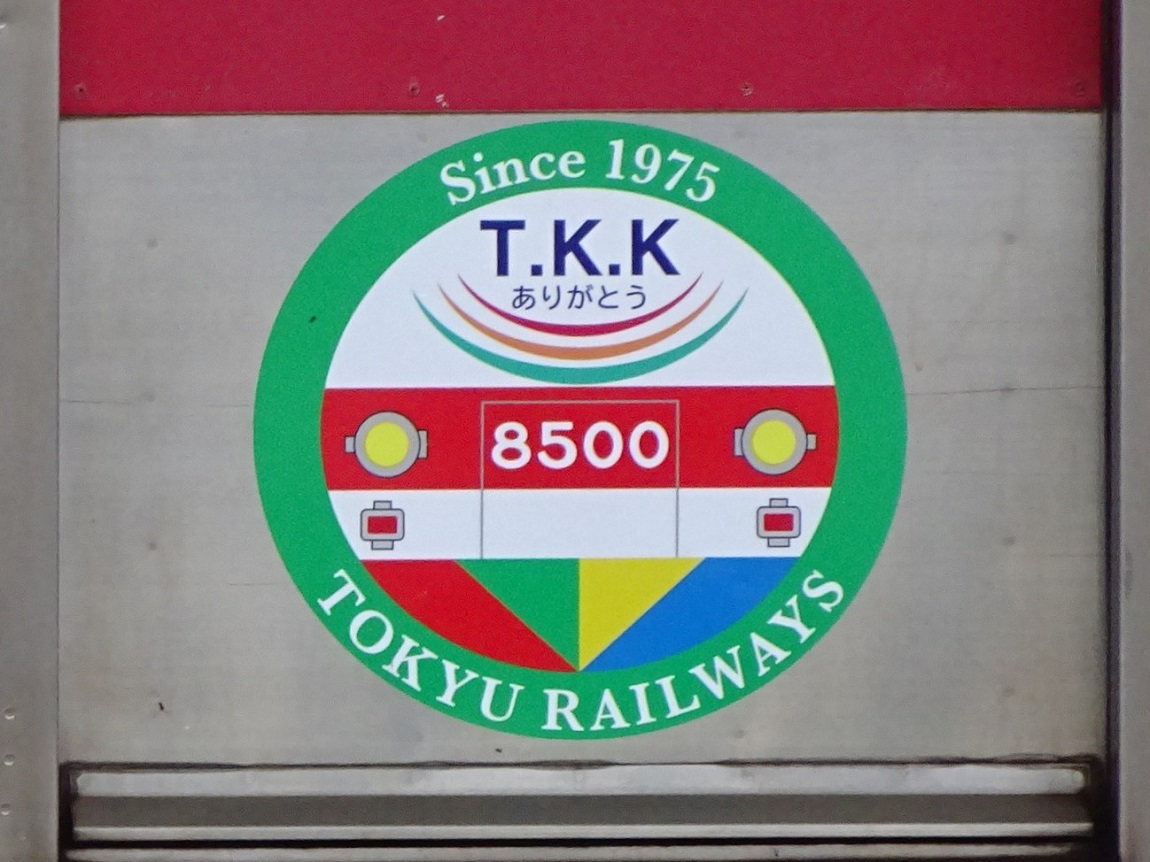 Since 1975
T.K.K
ありがとう
8500
TOKYU RAILWAYS